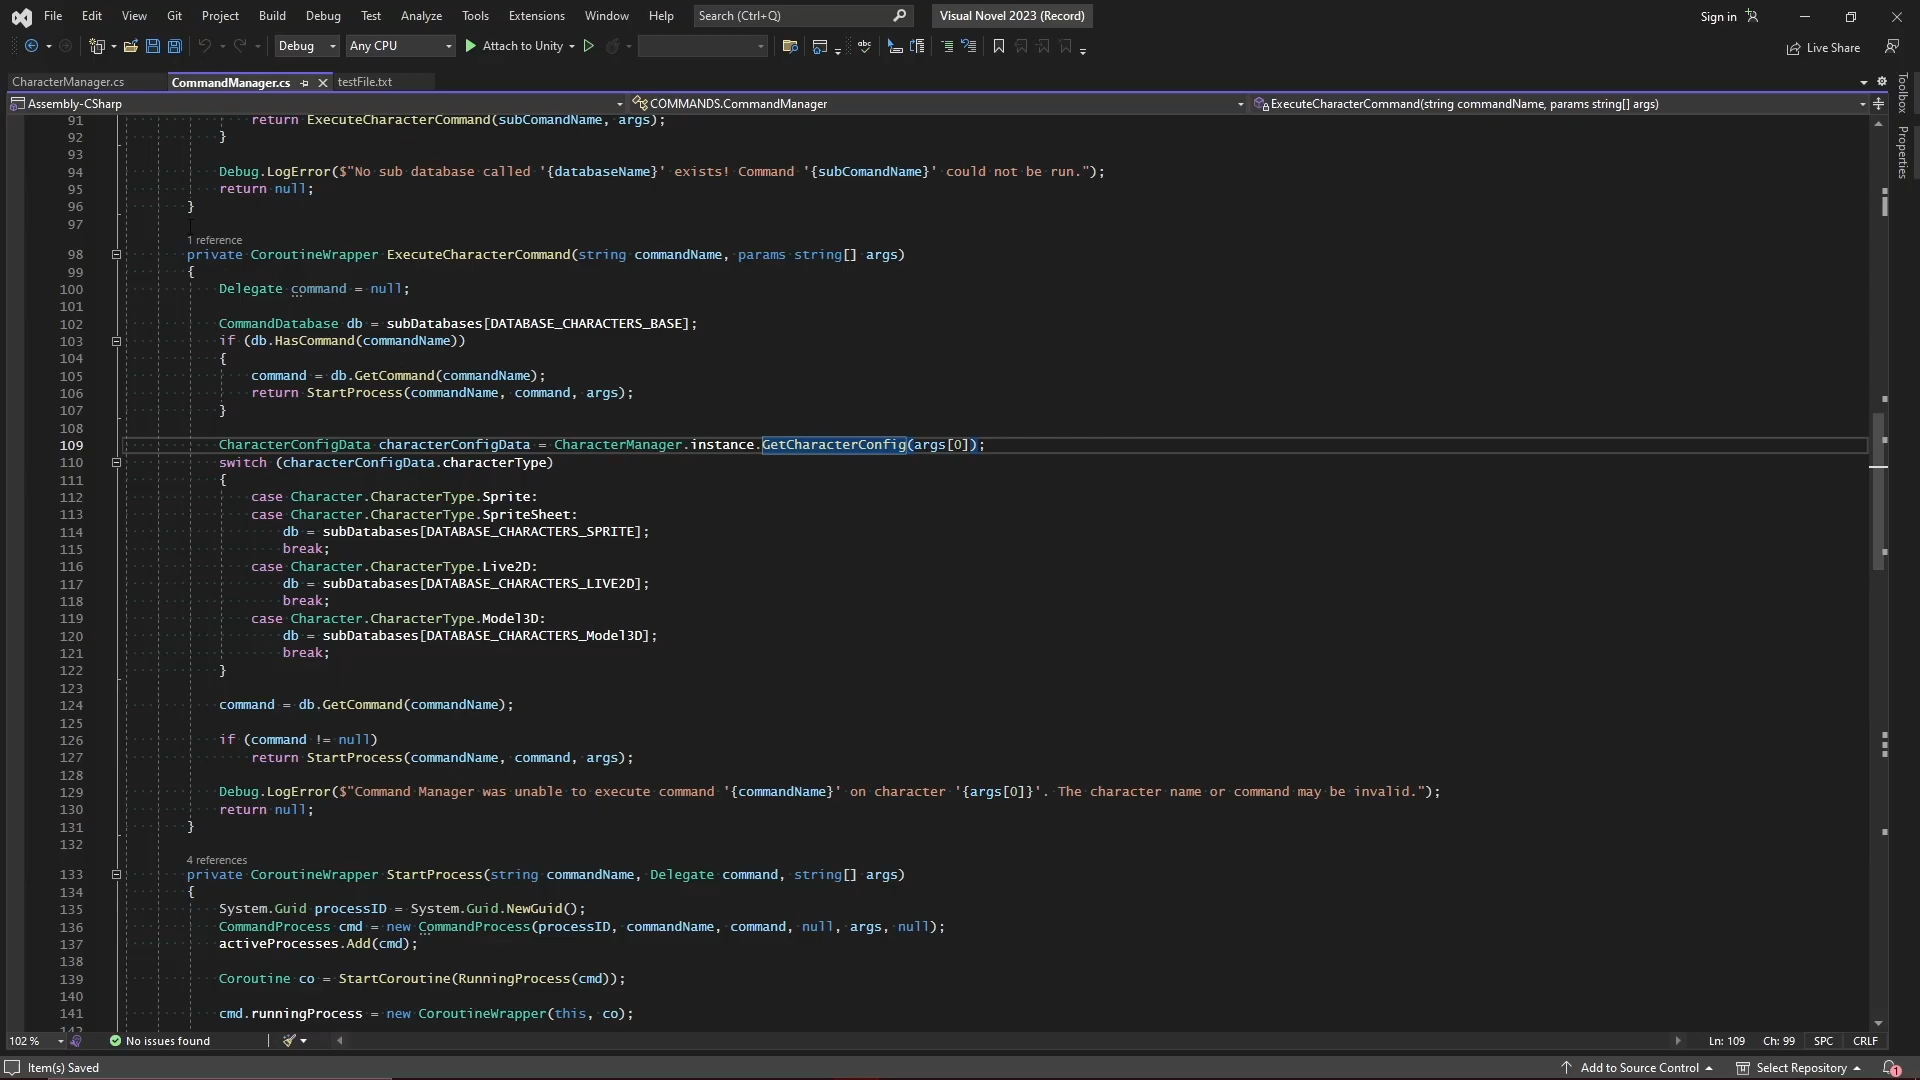 File Edit View Git Project Build Debug Test Analyze Tools Extensions Window Help Search (Ctrl+Q) Visual Novel 2023 (Record) Sign in
Debug Any CPU Attach to Unity Live Share
CharacterManager.cs CommandManager.cs testFile.txt
Assembly-CSharp COMMANDS.CommandManager ExecuteCharacterCommand(string commandName, params string[] args)
Toolbox
Properties
91 return ExecuteCharacterCommand(subComandName, args);
92 }
93
94 Debug.LogError($"No sub database called '{databaseName}' exists! Command '{subComandName}' could not be run.");
95 return null;
96 }
97
1 reference
98 private CoroutineWrapper ExecuteCharacterCommand(string commandName, params string[] args)
99 {
100 Delegate command = null;
101
102 CommandDatabase db = subDatabases[DATABASE_CHARACTERS_BASE];
103 if (db.HasCommand(commandName))
104 {
105 command = db.GetCommand(commandName);
106 return StartProcess(commandName, command, args);
107 }
108
109 CharacterConfigData characterConfigData = CharacterManager.instance.GetCharacterConfig(args[0]);
110 switch (characterConfigData.characterType)
111 {
112 case Character.CharacterType.Sprite:
113 case Character.CharacterType.SpriteSheet:
114 db = subDatabases[DATABASE_CHARACTERS_SPRITE];
115 break;
116 case Character.CharacterType.Live2D:
117 db = subDatabases[DATABASE_CHARACTERS_LIVE2D];
118 break;
119 case Character.CharacterType.Model3D:
120 db = subDatabases[DATABASE_CHARACTERS_Model3D];
121 break;
122 }
123
124 command = db.GetCommand(commandName);
125
126 if (command != null)
127 return StartProcess(commandName, command, args);
128
129 Debug.LogError($"Command Manager was unable to execute command '{commandName}' on character '{args[0]}'. The character name or command may be invalid.");
130 return null;
131 }
132
4 references
133 private CoroutineWrapper StartProcess(string commandName, Delegate command, string[] args)
134 {
135 System.Guid processID = System.Guid.NewGuid();
136 CommandProcess cmd = new CommandProcess(processID, commandName, command, null, args, null);
137 activeProcesses.Add(cmd);
138
139 Coroutine co = StartCoroutine(RunningProcess(cmd));
140
141 cmd.runningProcess = new CoroutineWrapper(this, co);
142
102 % No issues found Ln: 109 Ch: 99 SPC CRLF
Item(s) Saved Add to Source Control Select Repository 1